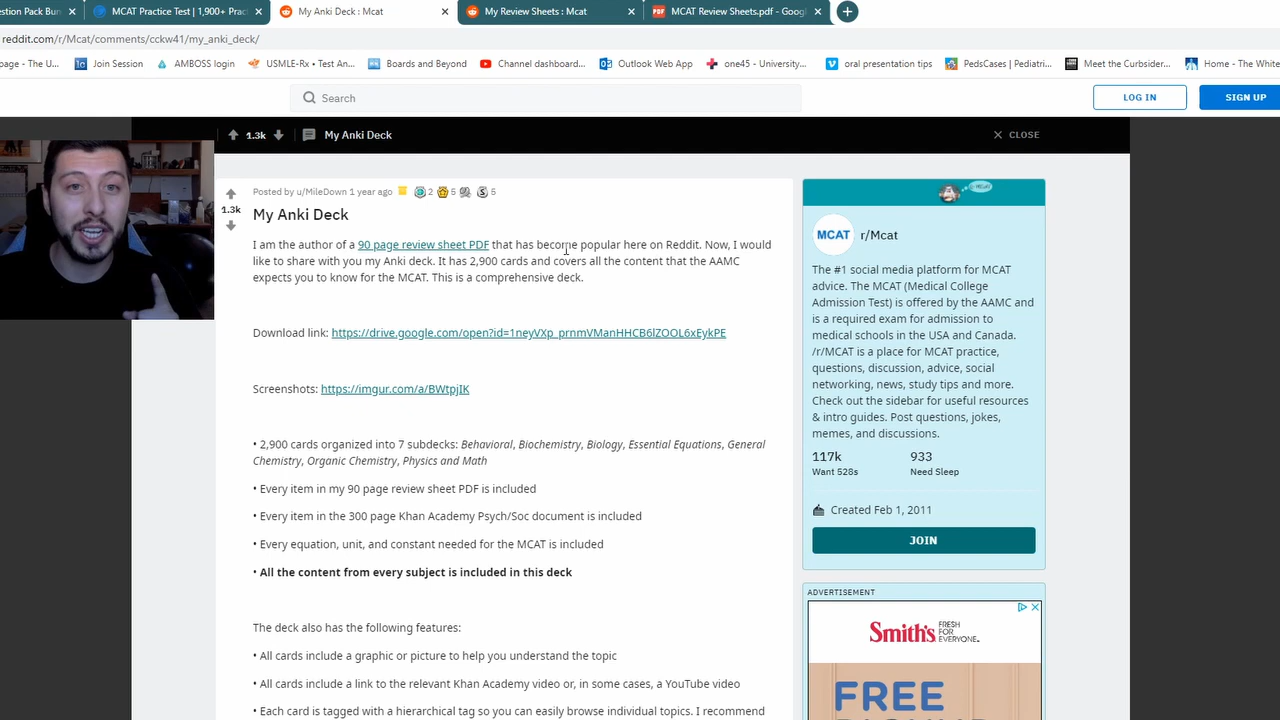 estion Pack Bun
MCAT Practice Test | 1,900+ Prac
My Anki Deck : Mcat
My Review Sheets : Mcat
MCAT Review Sheets.pdf - Googl
reddit.com/r/Mcat/comments/cckw41/my_anki_deck/
page - The U...
Join Session
AMBOSS login
USMLE-Rx • Test An...
Boards and Beyond
Channel dashboard...
Outlook Web App
one45 - University...
oral presentation tips
PedsCases | Pediatri...
Meet the Curbsider...
Home - The White
Search
LOG IN
SIGN UP
1.3k
My Anki Deck
CLOSE
Posted by u/MileDown 1 year ago
2
5
5
1.3k
My Anki Deck
I am the author of a 90 page review sheet PDF that has become popular here on Reddit. Now, I would
like to share with you my Anki deck. It has 2,900 cards and covers all the content that the AAMC
expects you to know for the MCAT. This is a comprehensive deck.
Download link: https://drive.google.com/open?id=1neyVXp_prnmVManHHCB6lZOOL6xEykPE
Screenshots: https://imgur.com/a/BWtpjIK
• 2,900 cards organized into 7 subdecks: Behavioral, Biochemistry, Biology, Essential Equations, General
Chemistry, Organic Chemistry, Physics and Math
• Every item in my 90 page review sheet PDF is included
• Every item in the 300 page Khan Academy Psych/Soc document is included
• Every equation, unit, and constant needed for the MCAT is included
• All the content from every subject is included in this deck
The deck also has the following features:
• All cards include a graphic or picture to help you understand the topic
• All cards include a link to the relevant Khan Academy video or, in some cases, a YouTube video
• Each card is tagged with a hierarchical tag so you can easily browse individual topics. I recommend
MCAT
r/Mcat
The #1 social media platform for MCAT
advice. The MCAT (Medical College
Admission Test) is offered by the AAMC and
is a required exam for admission to
medical schools in the USA and Canada.
/r/MCAT is a place for MCAT practice,
questions, discussion, advice, social
networking, news, study tips and more.
Check out the sidebar for useful resources
& intro guides. Post questions, jokes,
memes, and discussions.
117k
933
Want 528s
Need Sleep
Created Feb 1, 2011
JOIN
ADVERTISEMENT
Smith's
FRESH
FOR
EVERYONE.
FREE